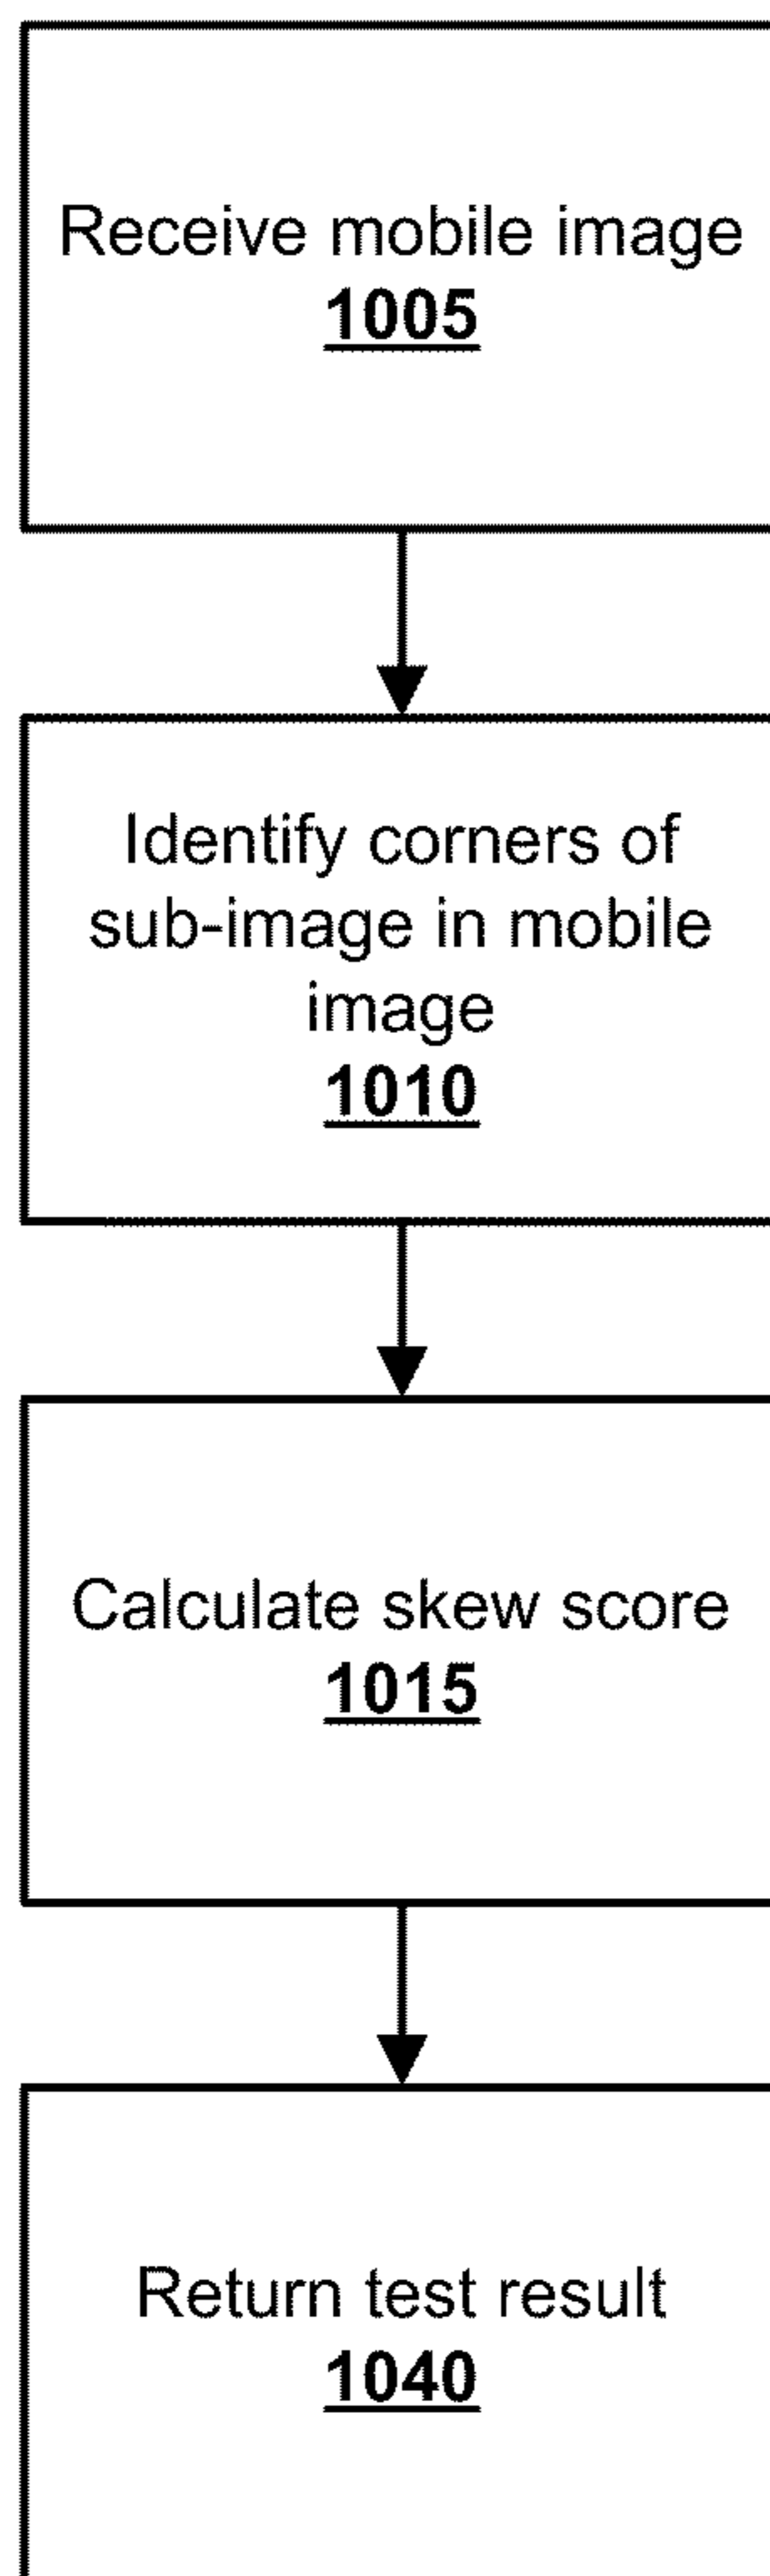 Receive mobile image
1005
Identify corners of
sub-image in mobile
image
1010
Calculate skew score
1015
Return test result
1040